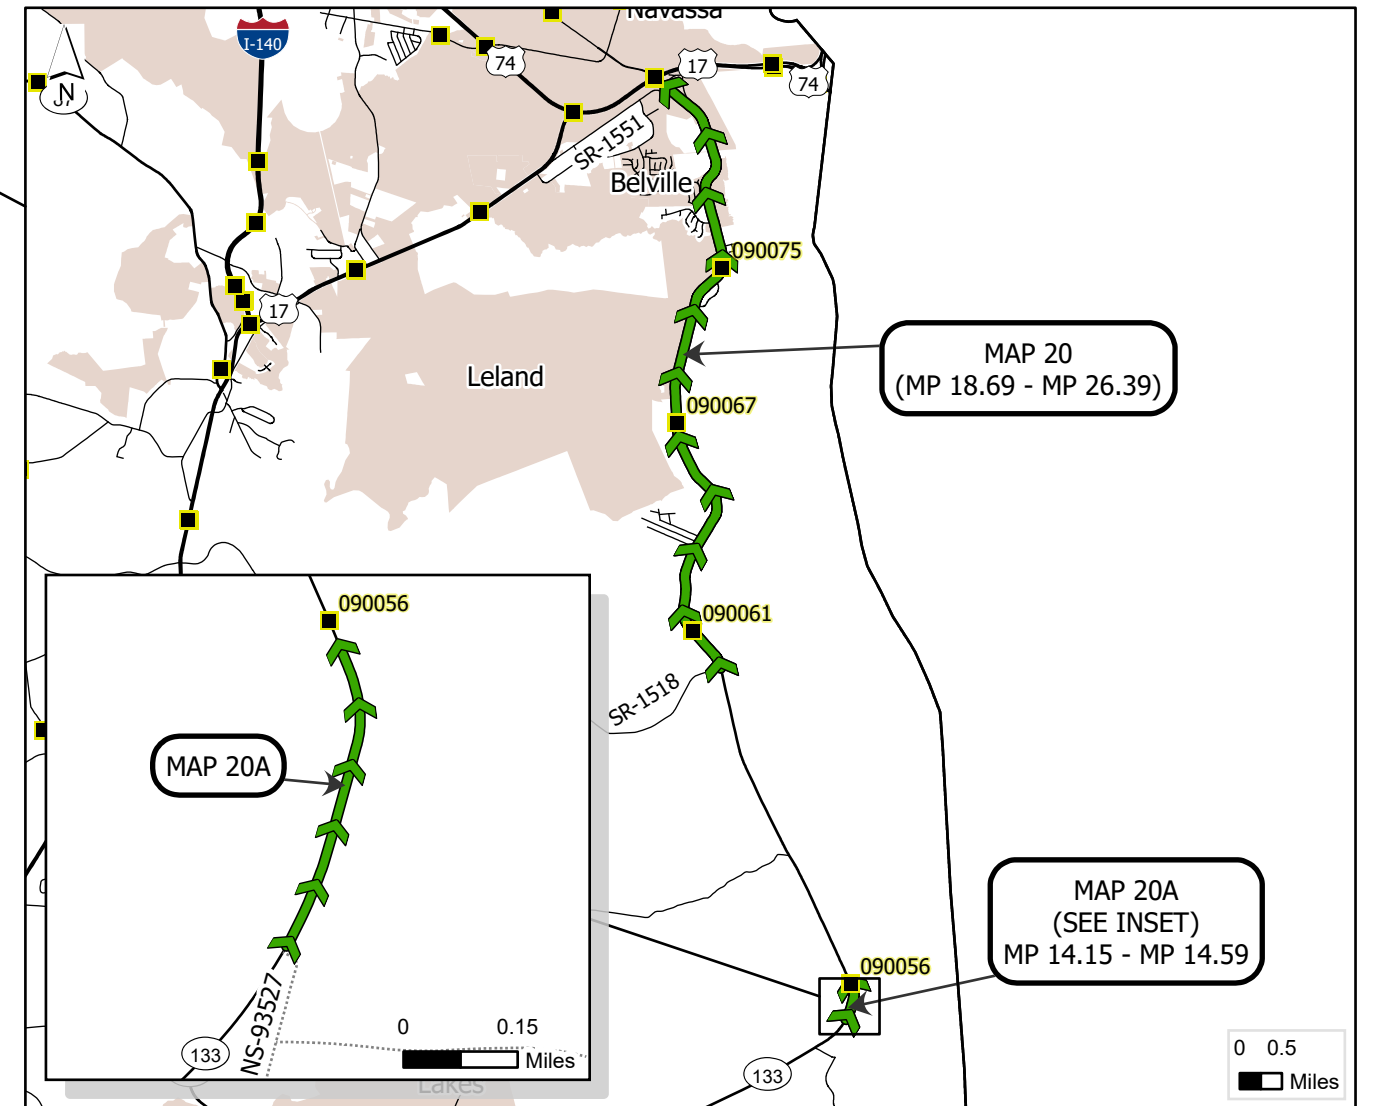 Navassa
I-140
74
17
74
N
SR-1551
Belville
090075
17
MAP 20
(MP 18.69 - MP 26.39)
Leland
090067
090056
090061
SR-1518
MAP 20A
MAP 20A
(SEE INSET)
MP 14.15 - MP 14.59
090056
NS-93527
0 0.15
Miles
133
133
0 0.5
Miles
Lakes